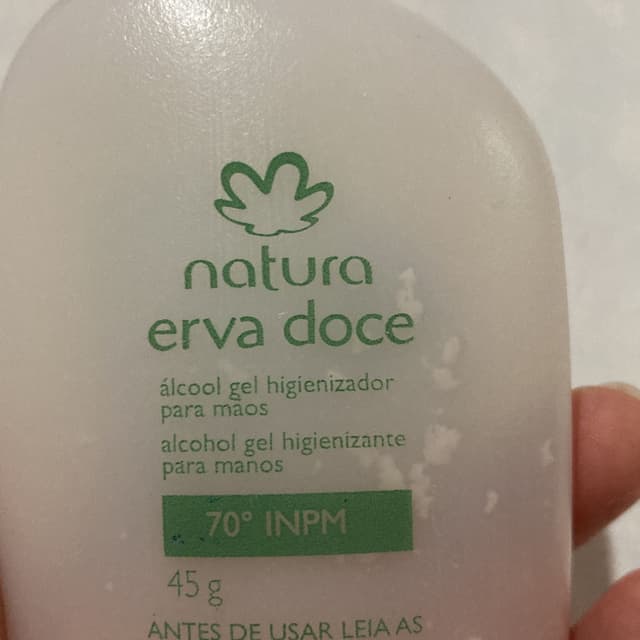 natura
erva doce
álcool gel higienizador
para mãos
alcohol gel higienizante
para manos
70° INPM
45 g
ANTES DE USAR LEIA AS